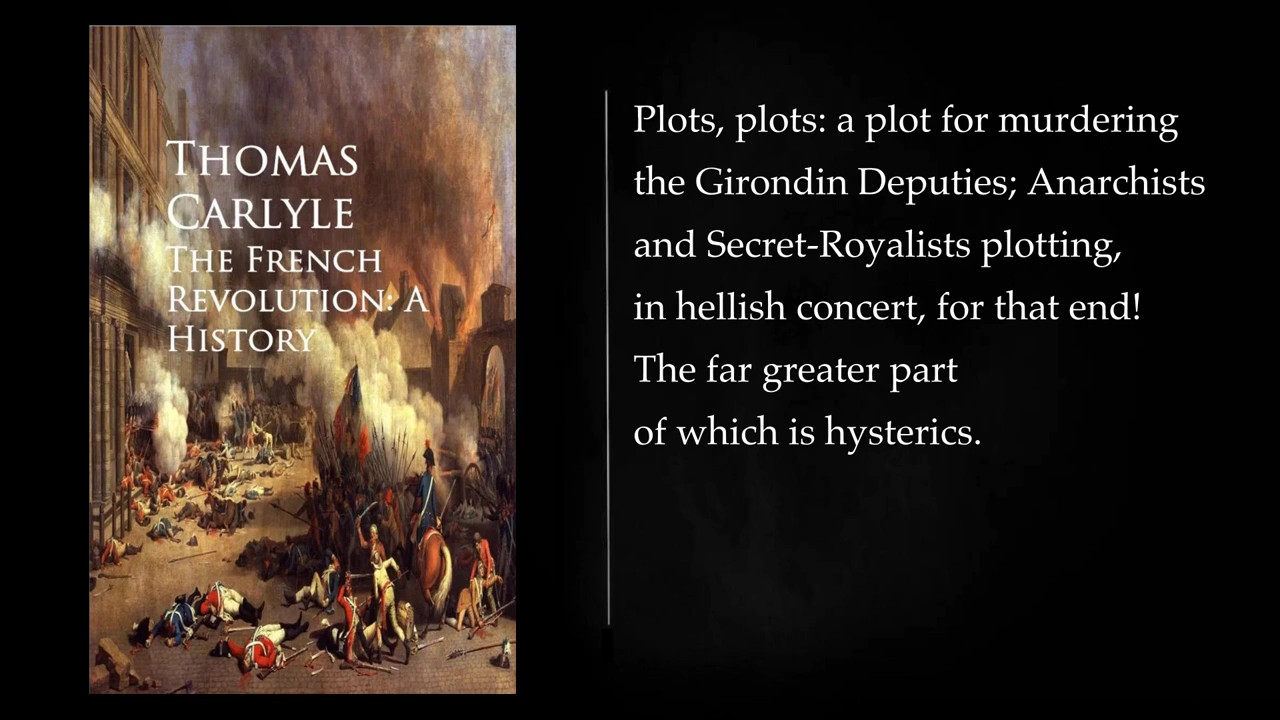 THOMAS
CARLYLE
THE FRENCH
REVOLUTION: A
HISTORY
Plots, plots: a plot for murdering
the Girondin Deputies; Anarchists
and Secret-Royalists plotting,
in hellish concert, for that end!
The far greater part
of which is hysterics.